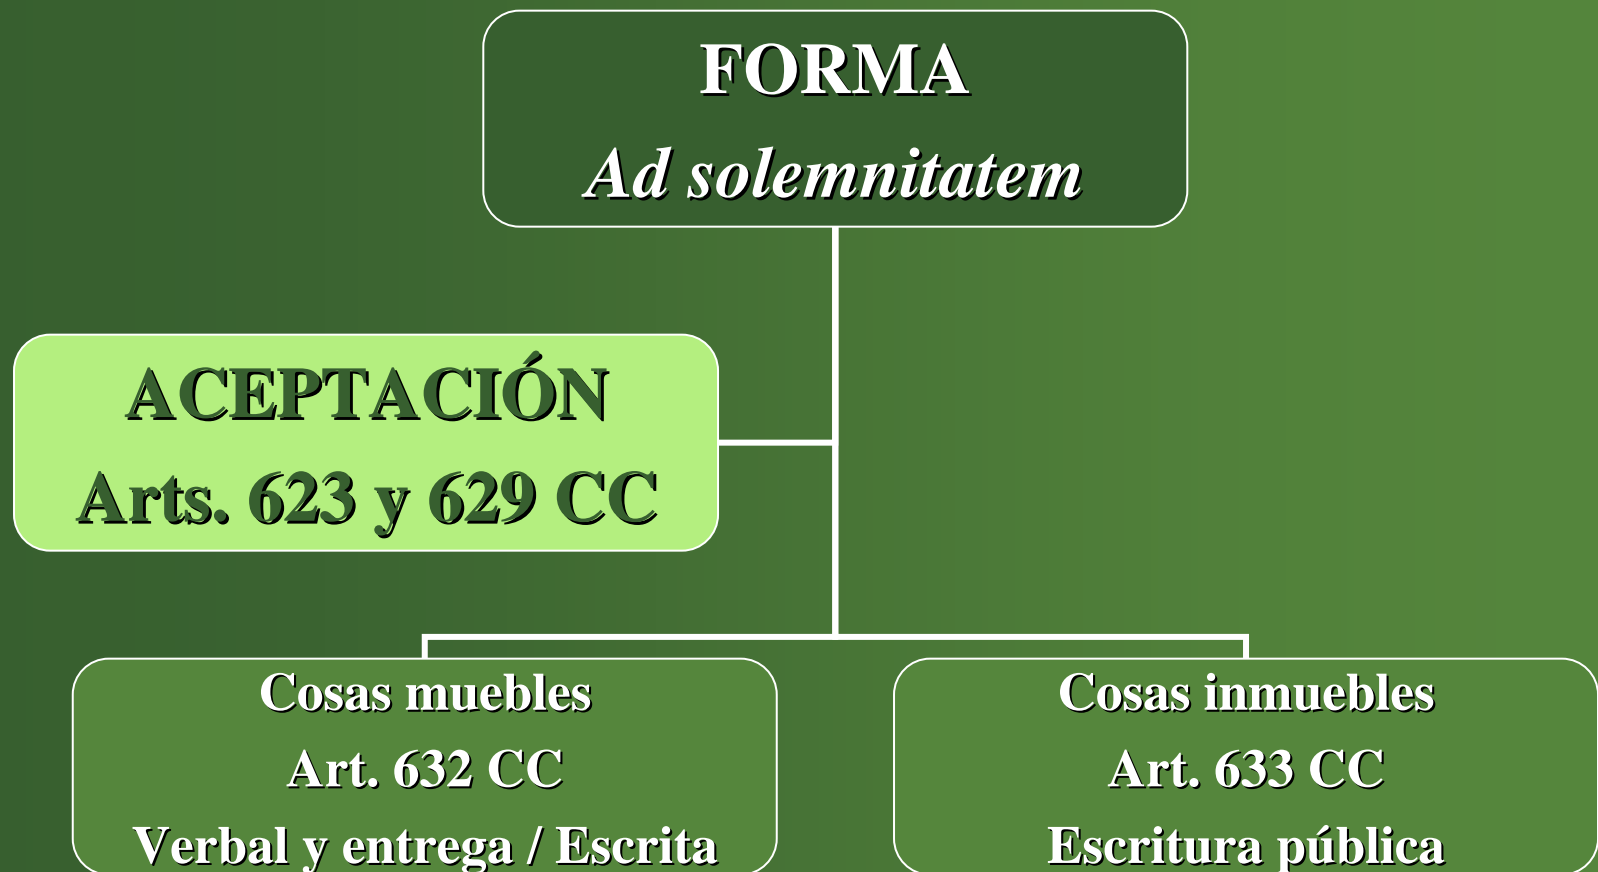 FORMA
Ad solemnitatem
ACEPTACIÓN
Arts. 623 y 629 CC
Cosas muebles
Art. 632 CC
Verbal y entrega / Escrita
Cosas inmuebles
Art. 633 CC
Escritura pública